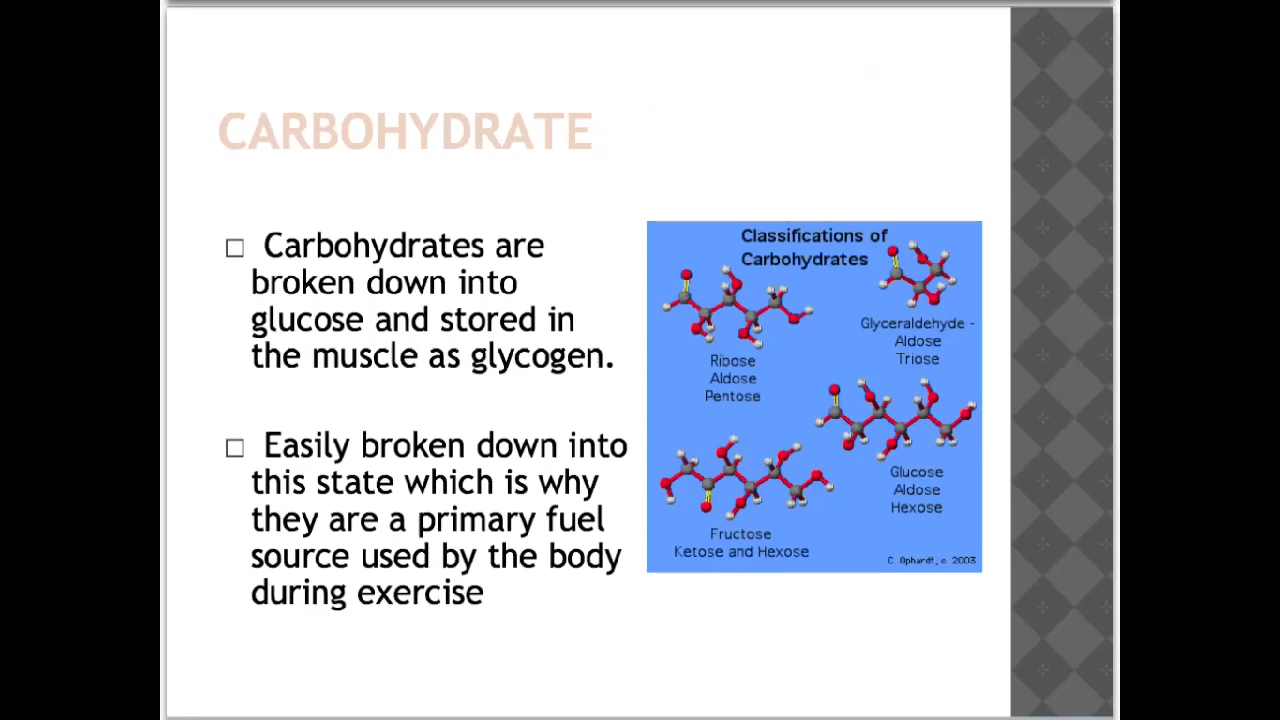 CARBOHYDRATE
□ Carbohydrates are
broken down into
glucose and stored in
the muscle as glycogen.
□ Easily broken down into
this state which is why
they are a primary fuel
source used by the body
during exercise
Classifications of
Carbohydrates
Glyceraldehyde -
Aldose
Triose
Ribose
Aldose
Pentose
Glucose
Aldose
Hexose
Fructose
Ketose and Hexose
C. Ophardt, c. 2003